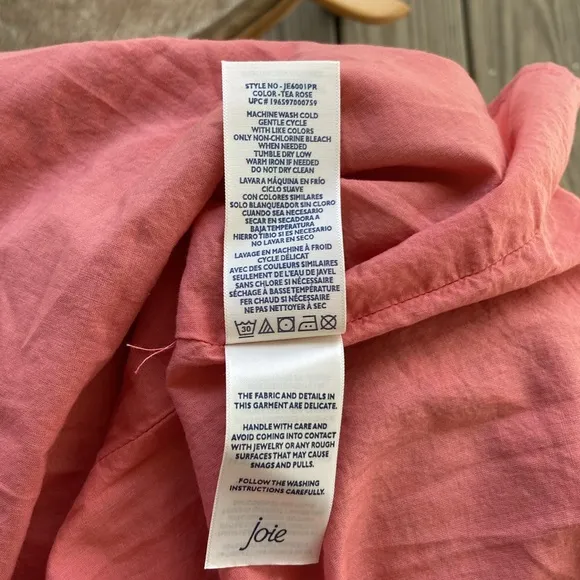 STYLE NO - JE6001PR
COLOR - TEA ROSE
UPC # 196597000759
MACHINE WASH COLD
GENTLE CYCLE
WITH LIKE COLORS
ONLY NON-CHLORINE BLEACH
WHEN NEEDED
TUMBLE DRY LOW
WARM IRON IF NEEDED
DO NOT DRY CLEAN
LAVAR A MÁQUINA EN FRÍO
CICLO SUAVE
CON COLORES SIMILARES
SOLO BLANQUEADOR SIN CLORO
CUANDO SEA NECESARIO
SECAR EN SECADORA A
BAJA TEMPERATURA
HIERRO TIBIO SI ES NECESARIO
NO LAVAR EN SECO
LAVAGE EN MACHINE À FROID
CYCLE DÉLICAT
AVEC DES COULEURS SIMILAIRES
SEULEMENT DE L'EAU DE JAVEL
SANS CHLORE SI NÉCESSAIRE
SÉCHAGE À BASSE TEMPÉRATURE
FER CHAUD SI NÉCESSAIRE
NE PAS NETTOYER À SEC
30
THE FABRIC AND DETAILS IN
THIS GARMENT ARE DELICATE.
HANDLE WITH CARE AND
AVOID COMING INTO CONTACT
WITH JEWELRY OR ANY ROUGH
SURFACES THAT MAY CAUSE
SNAGS AND PULLS.
FOLLOW THE WASHING
INSTRUCTIONS CAREFULLY.
joie